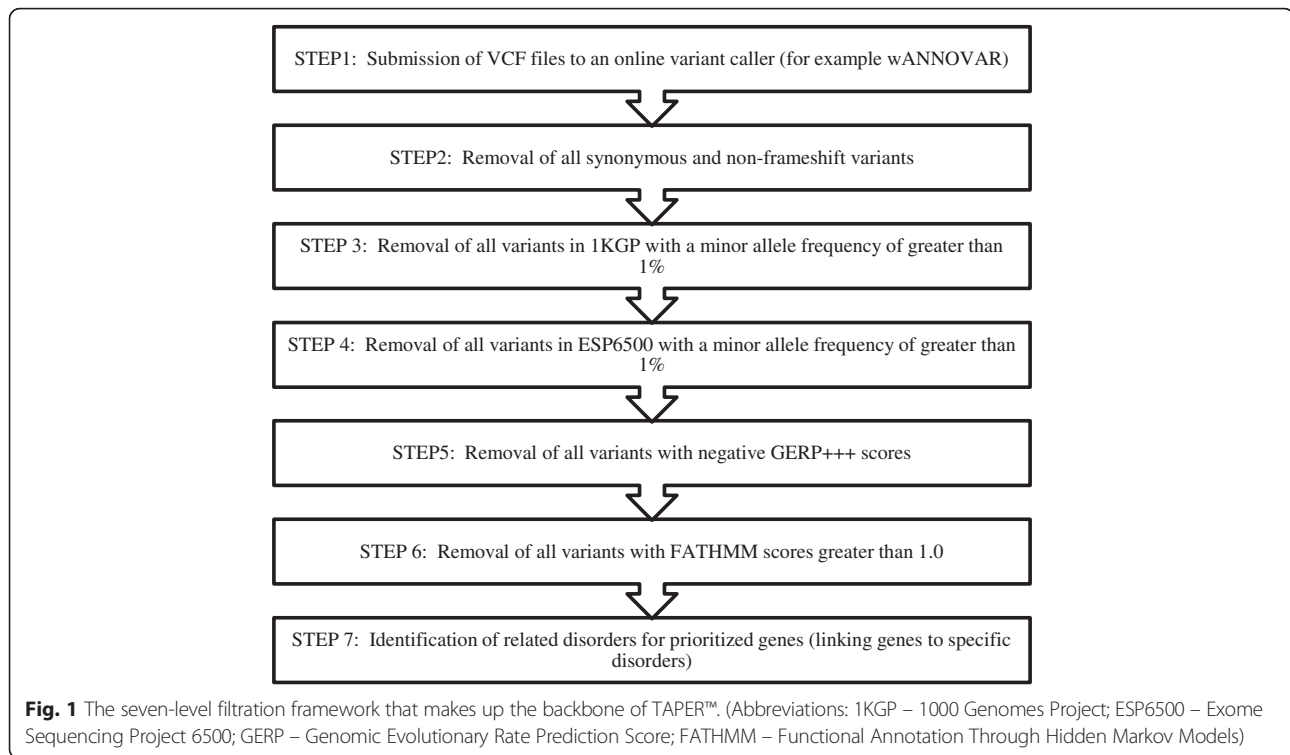 STEP1: Submission of VCF files to an online variant caller (for example wANNOVAR)
STEP2: Removal of all synonymous and non-frameshift variants
STEP 3: Removal of all variants in 1KGP with a minor allele frequency of greater than
1%
STEP 4: Removal of all variants in ESP6500 with a minor allele frequency of greater than
1%
STEP5: Removal of all variants with negative GERP+++ scores
STEP 6: Removal of all variants with FATHMM scores greater than 1.0
STEP 7: Identification of related disorders for prioritized genes (linking genes to specific
disorders)
Fig. 1 The seven-level filtration framework that makes up the backbone of TAPER™. (Abbreviations: 1KGP – 1000 Genomes Project; ESP6500 – Exome
Sequencing Project 6500; GERP – Genomic Evolutionary Rate Prediction Score; FATHMM – Functional Annotation Through Hidden Markov Models)